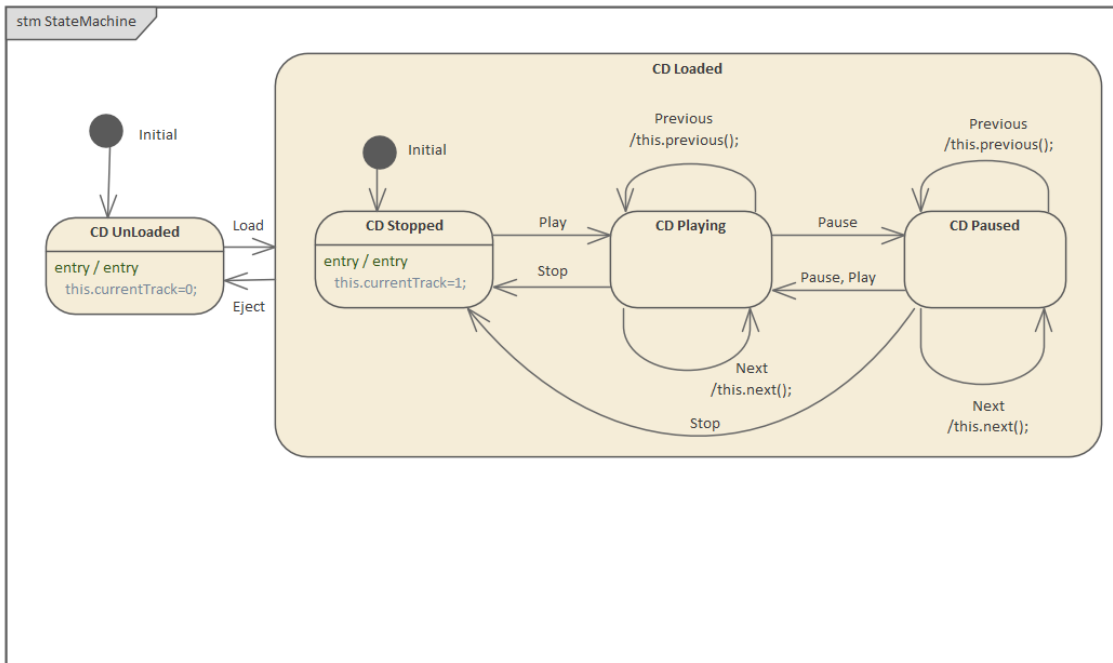 stm StateMachine
CD Loaded
Initial
Initial
Previous
/this.previous();
Previous
/this.previous();
CD UnLoaded
entry / entry
this.currentTrack=0;
Load
Eject
CD Stopped
entry / entry
this.currentTrack=1;
Play
Stop
CD Playing
Pause
Pause, Play
CD Paused
Next
/this.next();
Stop
Next
/this.next();